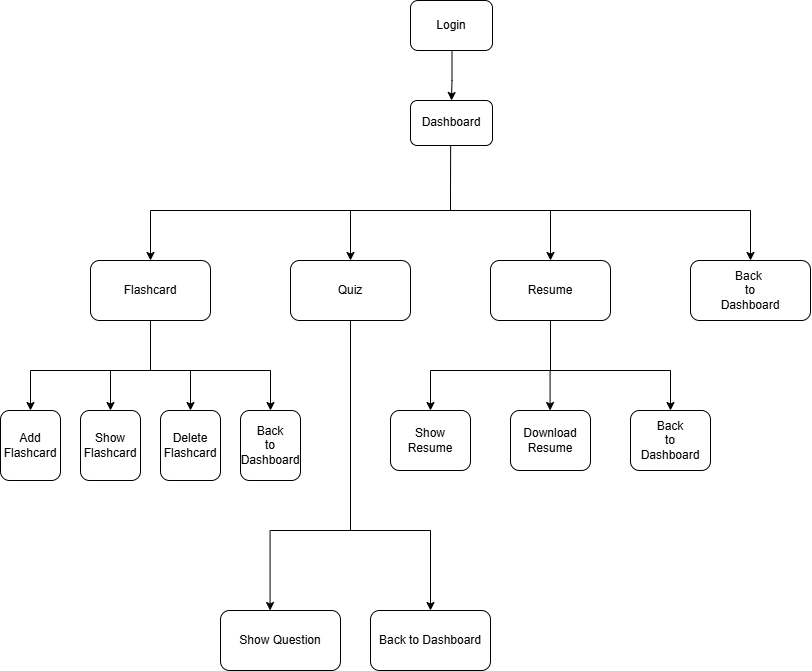 Login
Dashboard
Flashcard
Quiz
Resume
Back
to
Dashboard
Add
Flashcard
Show
Flashcard
Delete
Flashcard
Back
to
Dashboard
Show
Resume
Download
Resume
Back
to
Dashboard
Show Question
Back to Dashboard